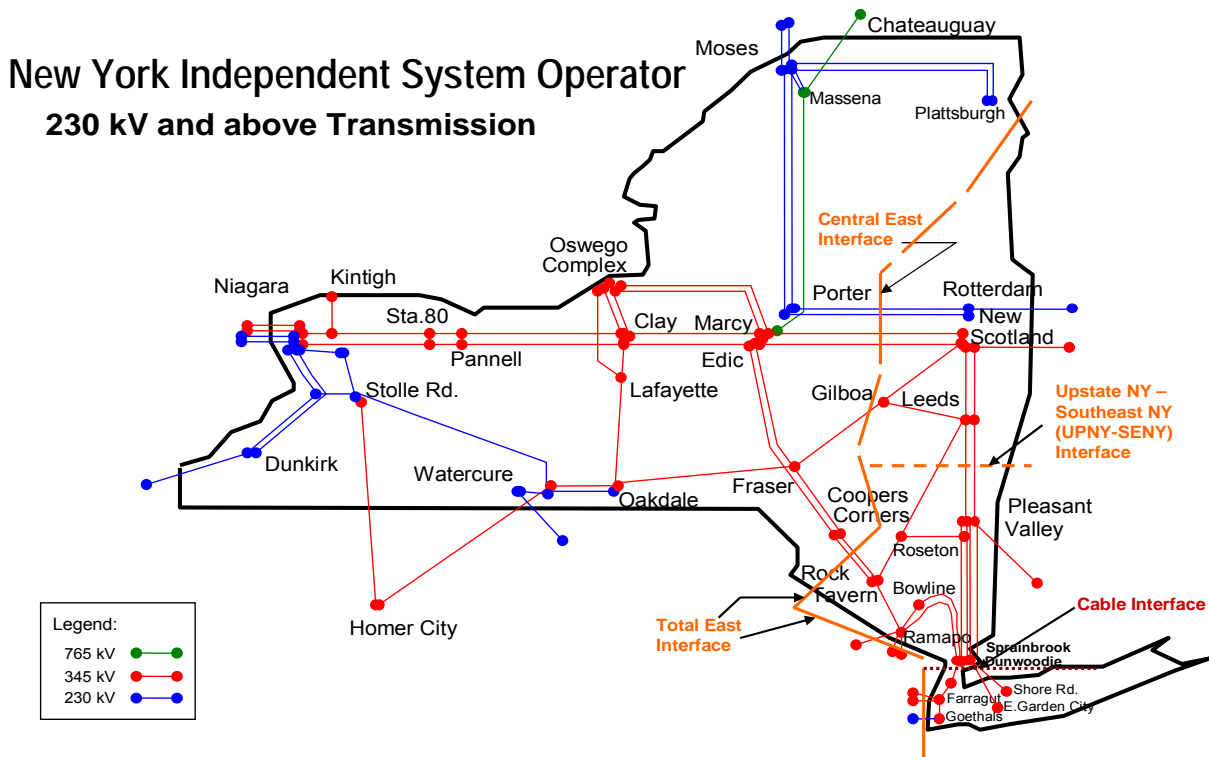 New York Independent System Operator
230 kV and above Transmission
Chateauguay
Moses
Massena
Plattsburgh
Central East
Interface
Oswego
Complex
Niagara
Kintigh
Porter
Rotterdam
Sta.80
Clay
Marcy
New
Scotland
Pannell
Edic
Stolle Rd.
Lafayette
Gilboa
Leeds
Upstate NY –
Southeast NY
(UPNY-SENY)
Interface
Dunkirk
Watercure
Oakdale
Fraser
Coopers
Corners
Pleasant
Valley
Roseton
Rock
Tavern
Bowline
Cable Interface
Legend:
765 kV
345 kV
230 kV
Homer City
Total East
Interface
Ramapo
Sprainbrook
Dunwoodie
Shore Rd.
Farragut
E.Garden City
Goethals